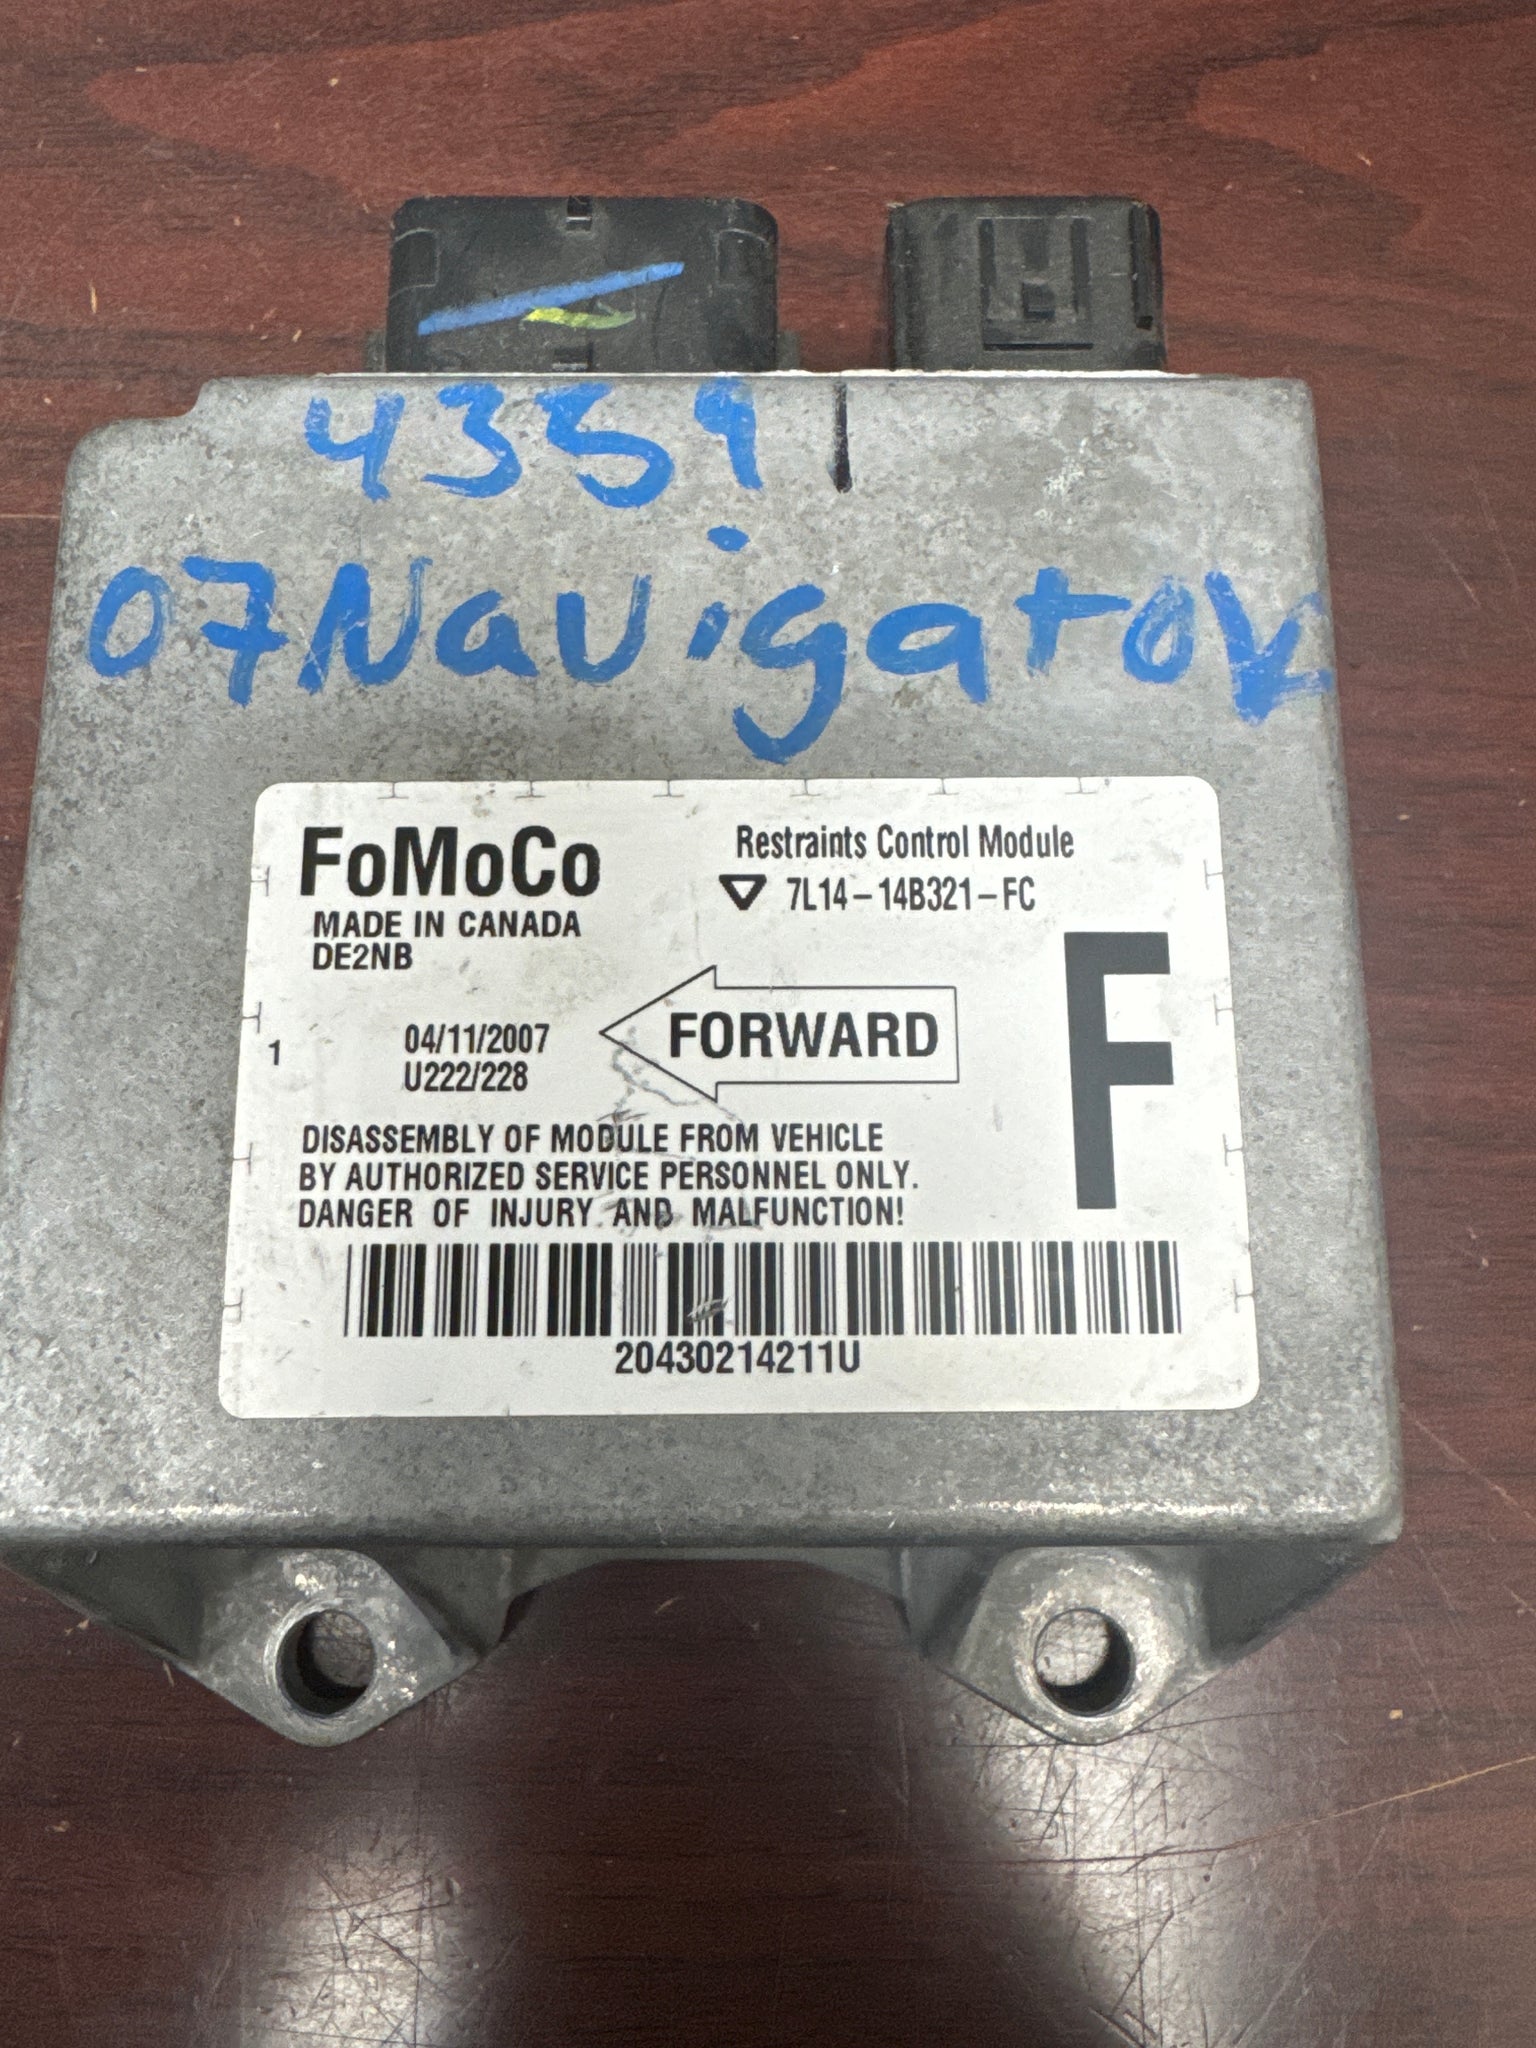 4359
07Navigator
FoMoCo
MADE IN CANADA
DE2NB
Restraints Control Module
7L14-14B321-FC
F
FORWARD
1
04/11/2007
U222/228
DISASSEMBLY OF MODULE FROM VEHICLE
BY AUTHORIZED SERVICE PERSONNEL ONLY.
DANGER OF INJURY AND MALFUNCTION!
20430214211U